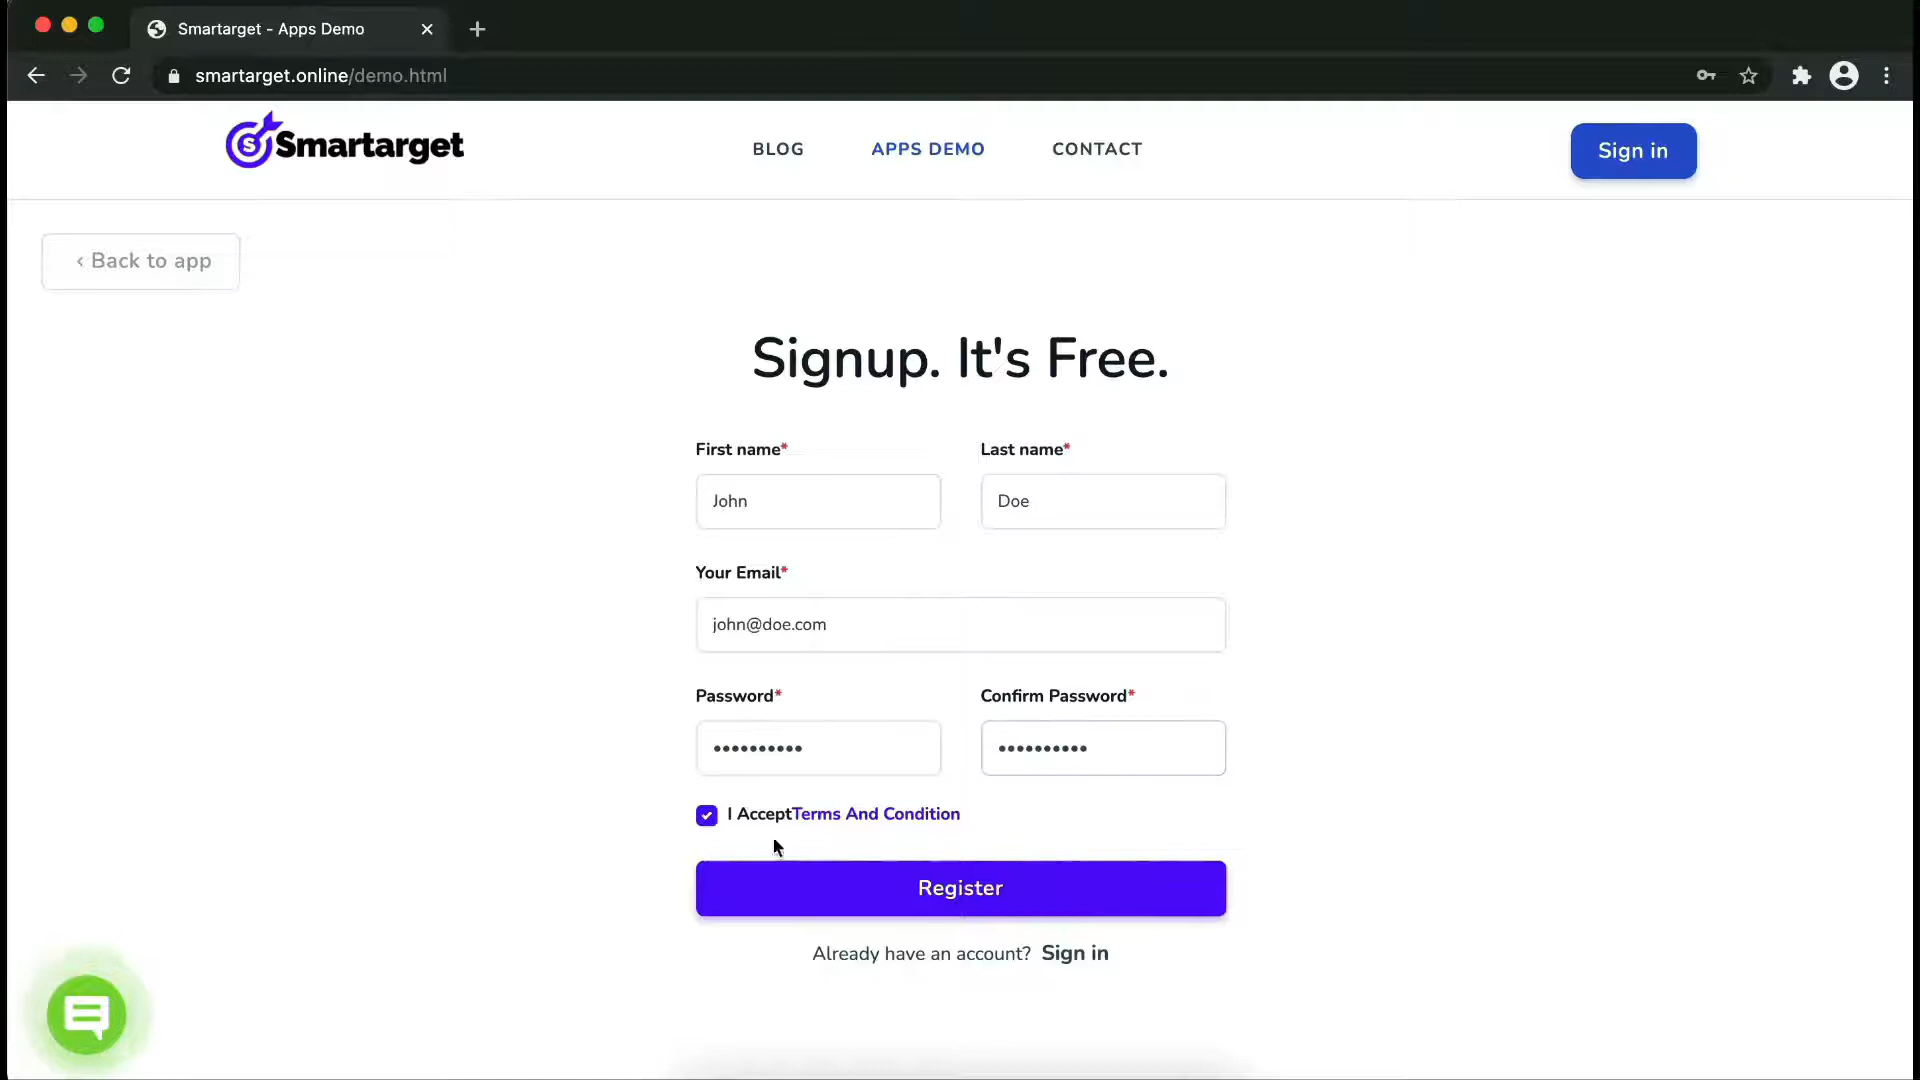 Smartarget - Apps Demo
smartarget.online/demo.html
Smartarget
BLOG
APPS DEMO
CONTACT
Sign in
‹ Back to app
Signup. It's Free.
First name*
Last name*
John
Doe
Your Email*
john@doe.com
Password*
Confirm Password*
••••••••••
••••••••••
I AcceptTerms And Condition
Register
Already have an account? Sign in